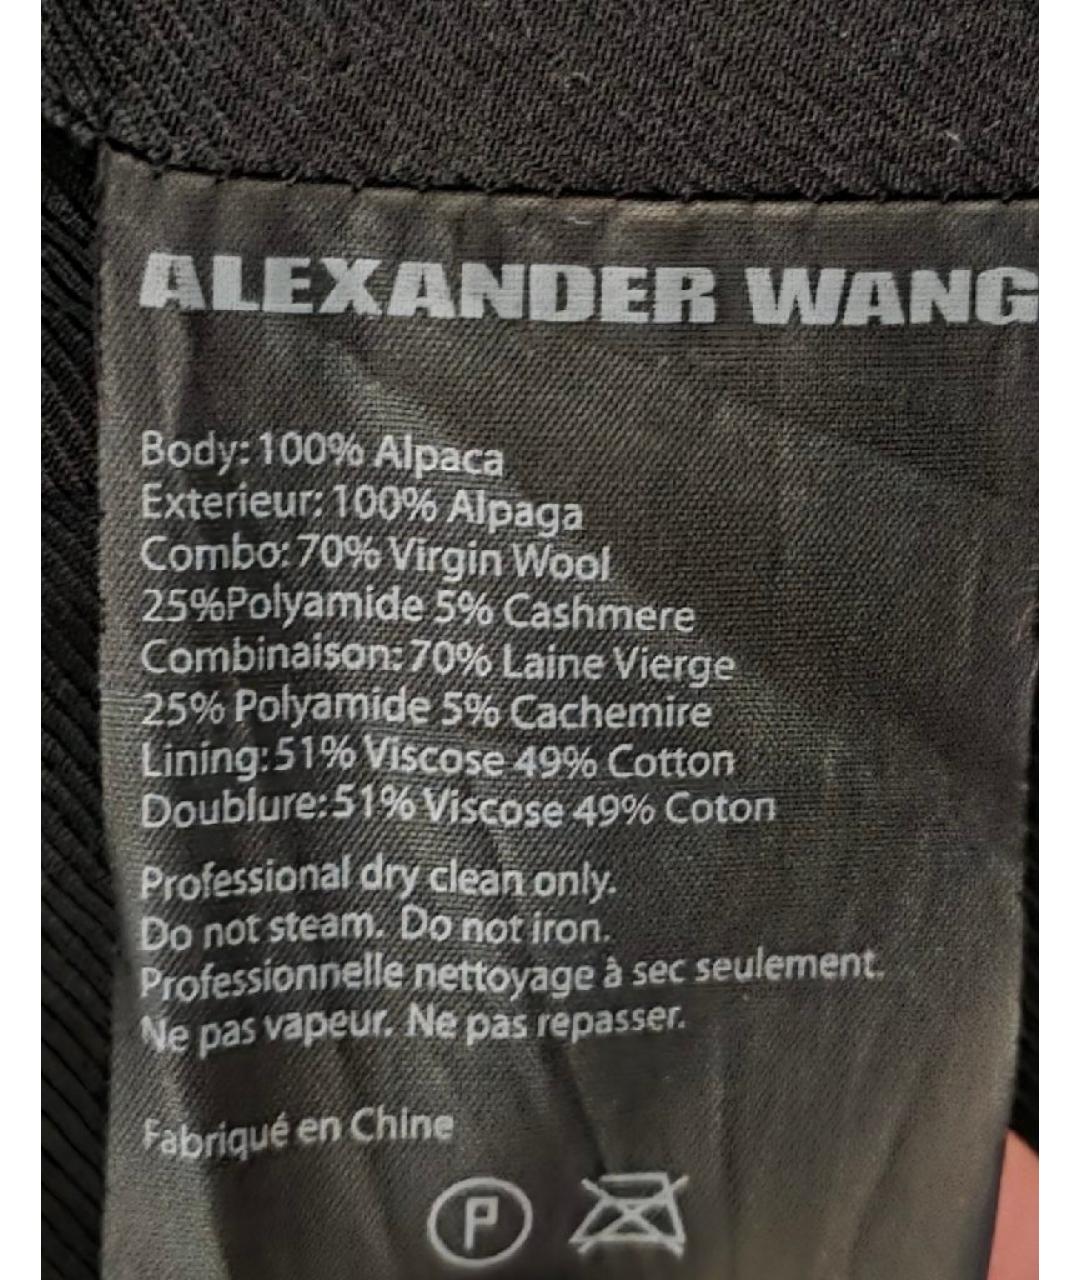 ALEXANDER WANG
Body: 100% Alpaca
Exterieur: 100% Alpaga
Combo: 70% Virgin Wool
25%Polyamide 5% Cashmere
Combinaison: 70% Laine Vierge
25% Polyamide 5% Cachemire
Lining: 51% Viscose 49% Cotton
Doublure: 51% Viscose 49% Coton
Professional dry clean only.
Do not steam. Do not iron.
Professionnelle nettoyage à sec seulement.
Ne pas vapeur. Ne pas repasser.
Fabriqué en Chine
P